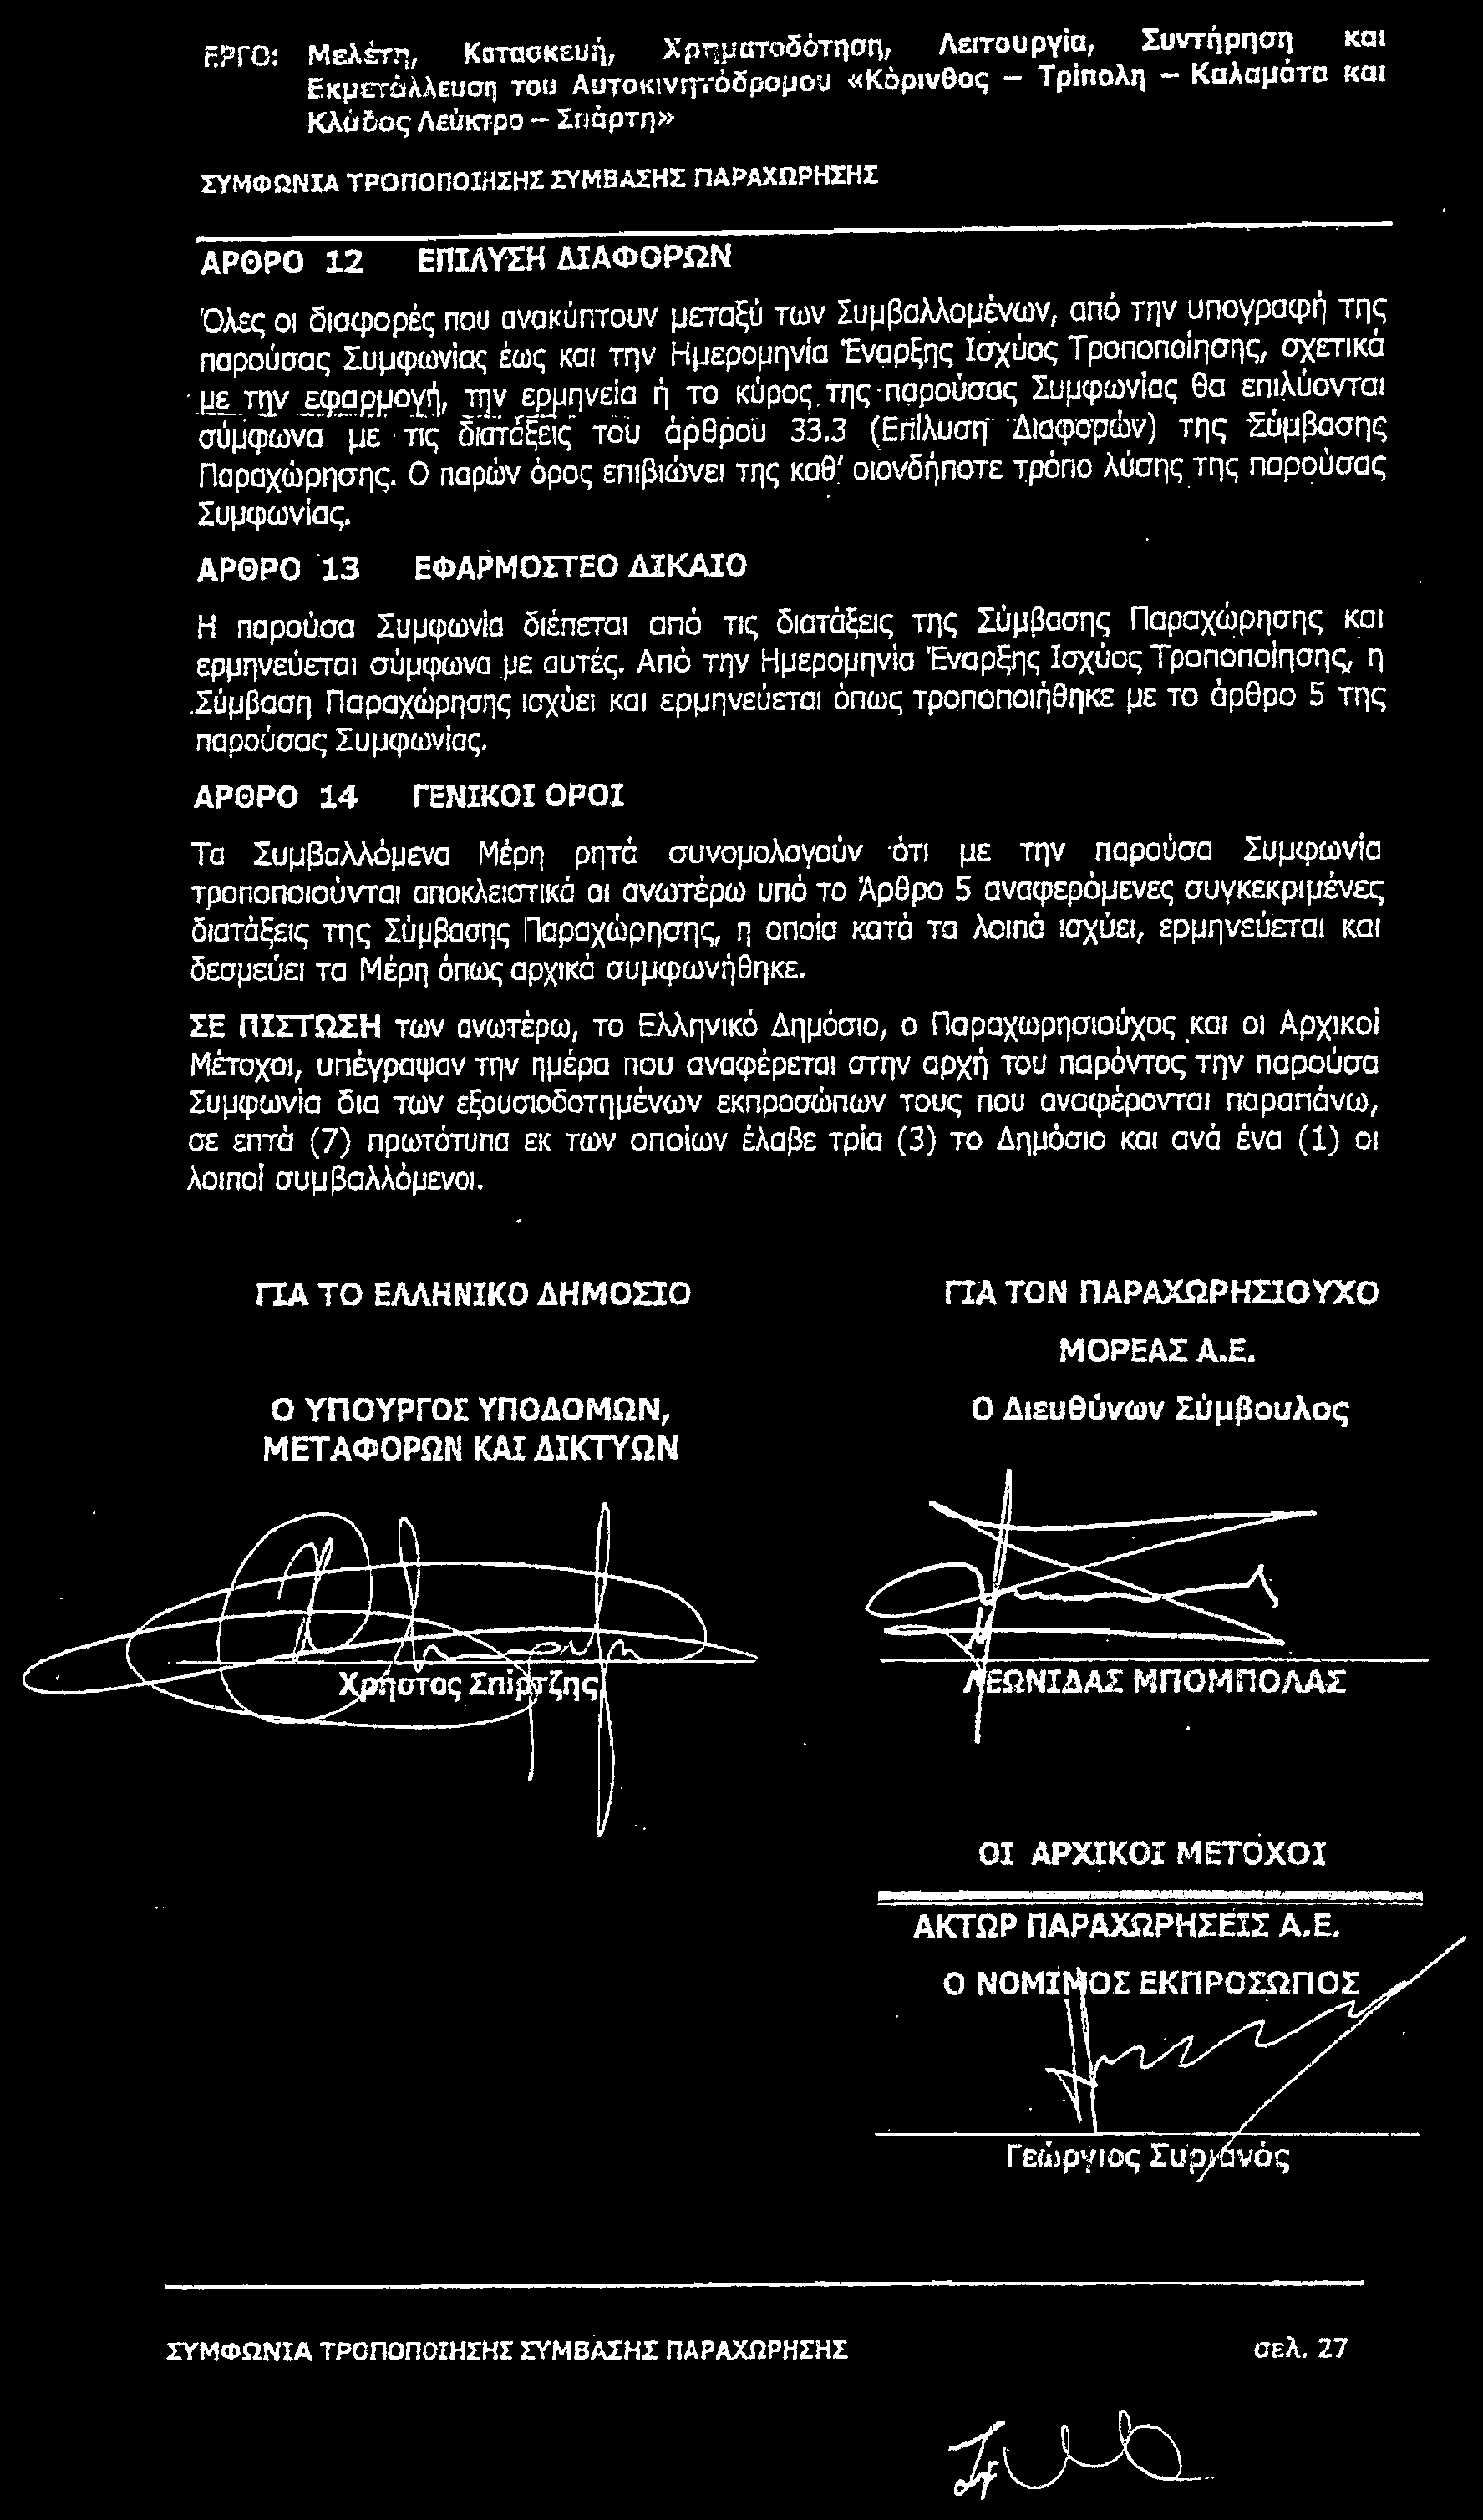 ΕΡΓΟ: Μελέτη, Κατασκευή, Χρηματοδότηση, Λειτουργία, Συντήρηση και
Εκμετάλλευση του Αυτοκινητόδρομου «Κόρινθος – Τρίπολη – Καλαμάτα και
Κλάδος Λεύκτρο – Σπάρτη»
ΣΥΜΦΩΝΙΑ ΤΡΟΠΟΠΟΙΗΣΗΣ ΣΥΜΒΑΣΗΣ ΠΑΡΑΧΩΡΗΣΗΣ
ΑΡΘΡΟ 12 ΕΠΙΛΥΣΗ ΔΙΑΦΟΡΩΝ
Όλες οι διαφορές που ανακύπτουν μεταξύ των Συμβαλλομένων, από την υπογραφή της
παρούσας Συμφωνίας έως και την Ημερομηνία Έναρξης Ισχύος Τροποποίησης, σχετικά
με την εφαρμογή, την ερμηνεία ή το κύρος της παρούσας Συμφωνίας θα επιλύονται
σύμφωνα με τις διατάξεις του άρθρου 33.3 (Επίλυση Διαφορών) της Σύμβασης
Παραχώρησης. Ο παρών όρος επιβιώνει της καθ' οιονδήποτε τρόπο λύσης της παρούσας
Συμφωνίας.
ΑΡΘΡΟ 13 ΕΦΑΡΜΟΣΤΕΟ ΔΙΚΑΙΟ
Η παρούσα Συμφωνία διέπεται από τις διατάξεις της Σύμβασης Παραχώρησης και
ερμηνεύεται σύμφωνα με αυτές. Από την Ημερομηνία Έναρξης Ισχύος Τροποποίησης, η
Σύμβαση Παραχώρησης ισχύει και ερμηνεύεται όπως τροποποιήθηκε με το άρθρο 5 της
παρούσας Συμφωνίας.
ΑΡΘΡΟ 14 ΓΕΝΙΚΟΙ ΟΡΟΙ
Τα Συμβαλλόμενα Μέρη ρητά συνομολογούν ότι με την παρούσα Συμφωνία
τροποποιούνται αποκλειστικά οι ανωτέρω υπό το Άρθρο 5 αναφερόμενες συγκεκριμένες
διατάξεις της Σύμβασης Παραχώρησης, η οποία κατά τα λοιπά ισχύει, ερμηνεύεται και
δεσμεύει τα Μέρη όπως αρχικά συμφωνήθηκε.
ΣΕ ΠΙΣΤΩΣΗ των ανωτέρω, το Ελληνικό Δημόσιο, ο Παραχωρησιούχος και οι Αρχικοί
Μέτοχοι, υπέγραψαν την ημέρα που αναφέρεται στην αρχή του παρόντος την παρούσα
Συμφωνία δια των εξουσιοδοτημένων εκπροσώπων τους που αναφέρονται παραπάνω,
σε επτά (7) πρωτότυπα εκ των οποίων έλαβε τρία (3) το Δημόσιο και ανά ένα (1) οι
λοιποί συμβαλλόμενοι.
ΓΙΑ ΤΟ ΕΛΛΗΝΙΚΟ ΔΗΜΟΣΙΟ
Ο ΥΠΟΥΡΓΟΣ ΥΠΟΔΟΜΩΝ,
ΜΕΤΑΦΟΡΩΝ ΚΑΙ ΔΙΚΤΥΩΝ
Χρήστος Σπίρτζης
ΓΙΑ ΤΟΝ ΠΑΡΑΧΩΡΗΣΙΟΥΧΟ
ΜΟΡΕΑΣ Α.Ε.
Ο Διευθύνων Σύμβουλος
ΛΕΩΝΙΔΑΣ ΜΠΟΜΠΟΛΑΣ
ΟΙ ΑΡΧΙΚΟΙ ΜΕΤΟΧΟΙ
ΑΚΤΩΡ ΠΑΡΑΧΩΡΗΣΕΙΣ Α.Ε.
Ο ΝΟΜΙΜΟΣ ΕΚΠΡΟΣΩΠΟΣ
Γεώργιος Συριανός
ΣΥΜΦΩΝΙΑ ΤΡΟΠΟΠΟΙΗΣΗΣ ΣΥΜΒΑΣΗΣ ΠΑΡΑΧΩΡΗΣΗΣ σελ. 27